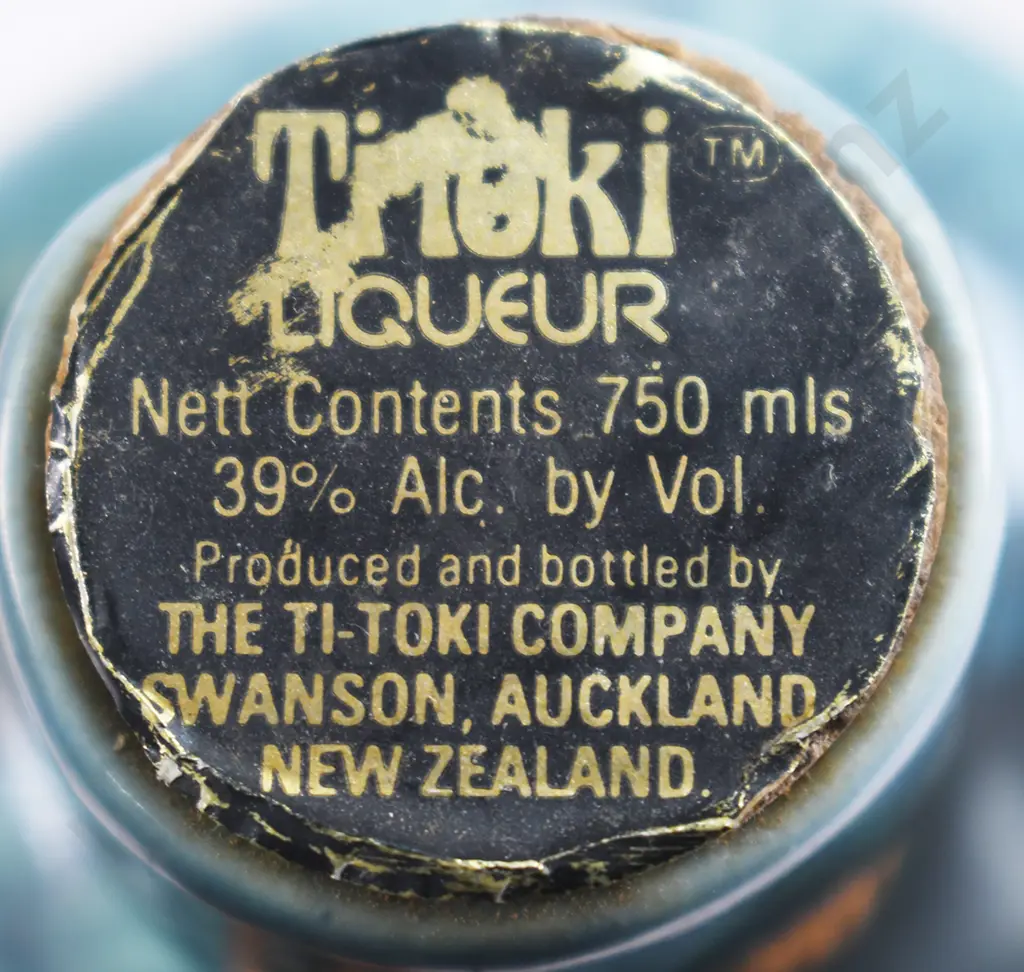 TiToki TM
LIQUEUR
Nett Contents 750 mls
39% Alc. by Vol.
Produced and bottled by
THE TI-TOKI COMPANY
SWANSON, AUCKLAND
NEW ZEALAND.
nz